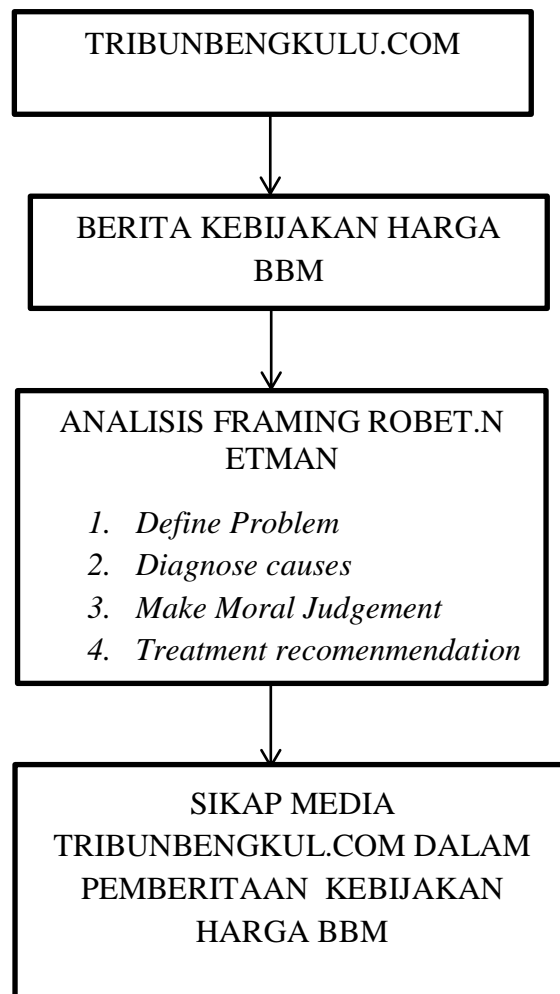 TRIBUNBENGKULU.COM
BERITA KEBIJAKAN HARGA
BBM
ANALISIS FRAMING ROBET.N
ETMAN
1. Define Problem
2. Diagnose causes
3. Make Moral Judgement
4. Treatment recomenmendation
SIKAP MEDIA
TRIBUNBENGKUL.COM DALAM
PEMBERITAAN KEBIJAKAN
HARGA BBM